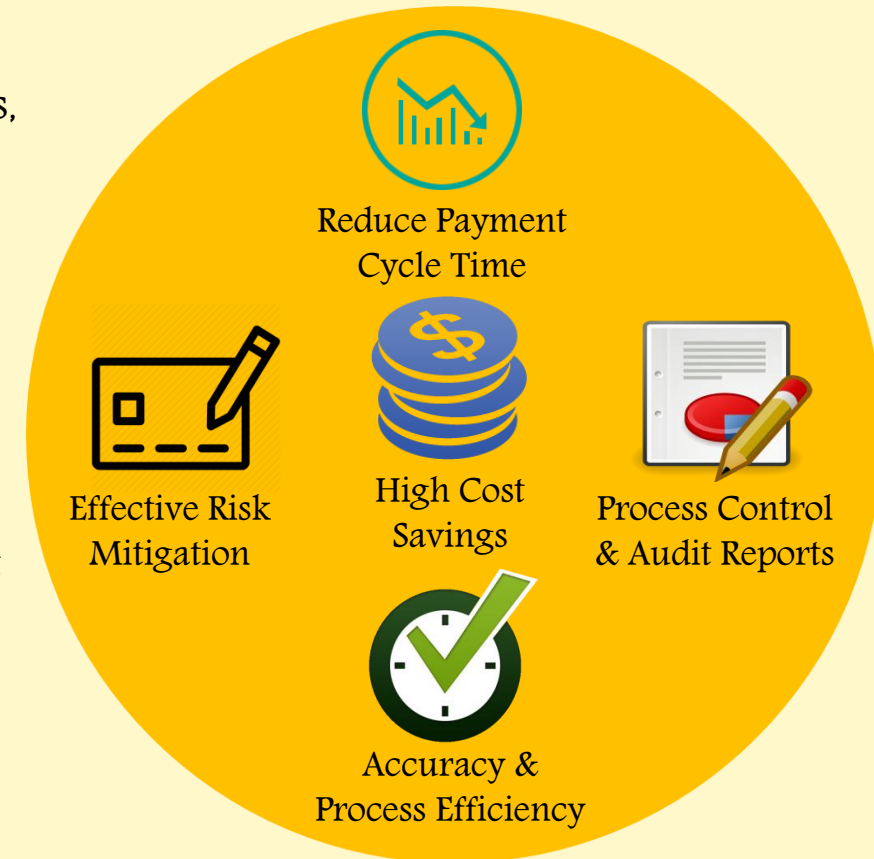 s,
Reduce Payment
Cycle Time
Effective Risk
Mitigation
High Cost
Savings
Process Control
& Audit Reports
Accuracy &
Process Efficiency